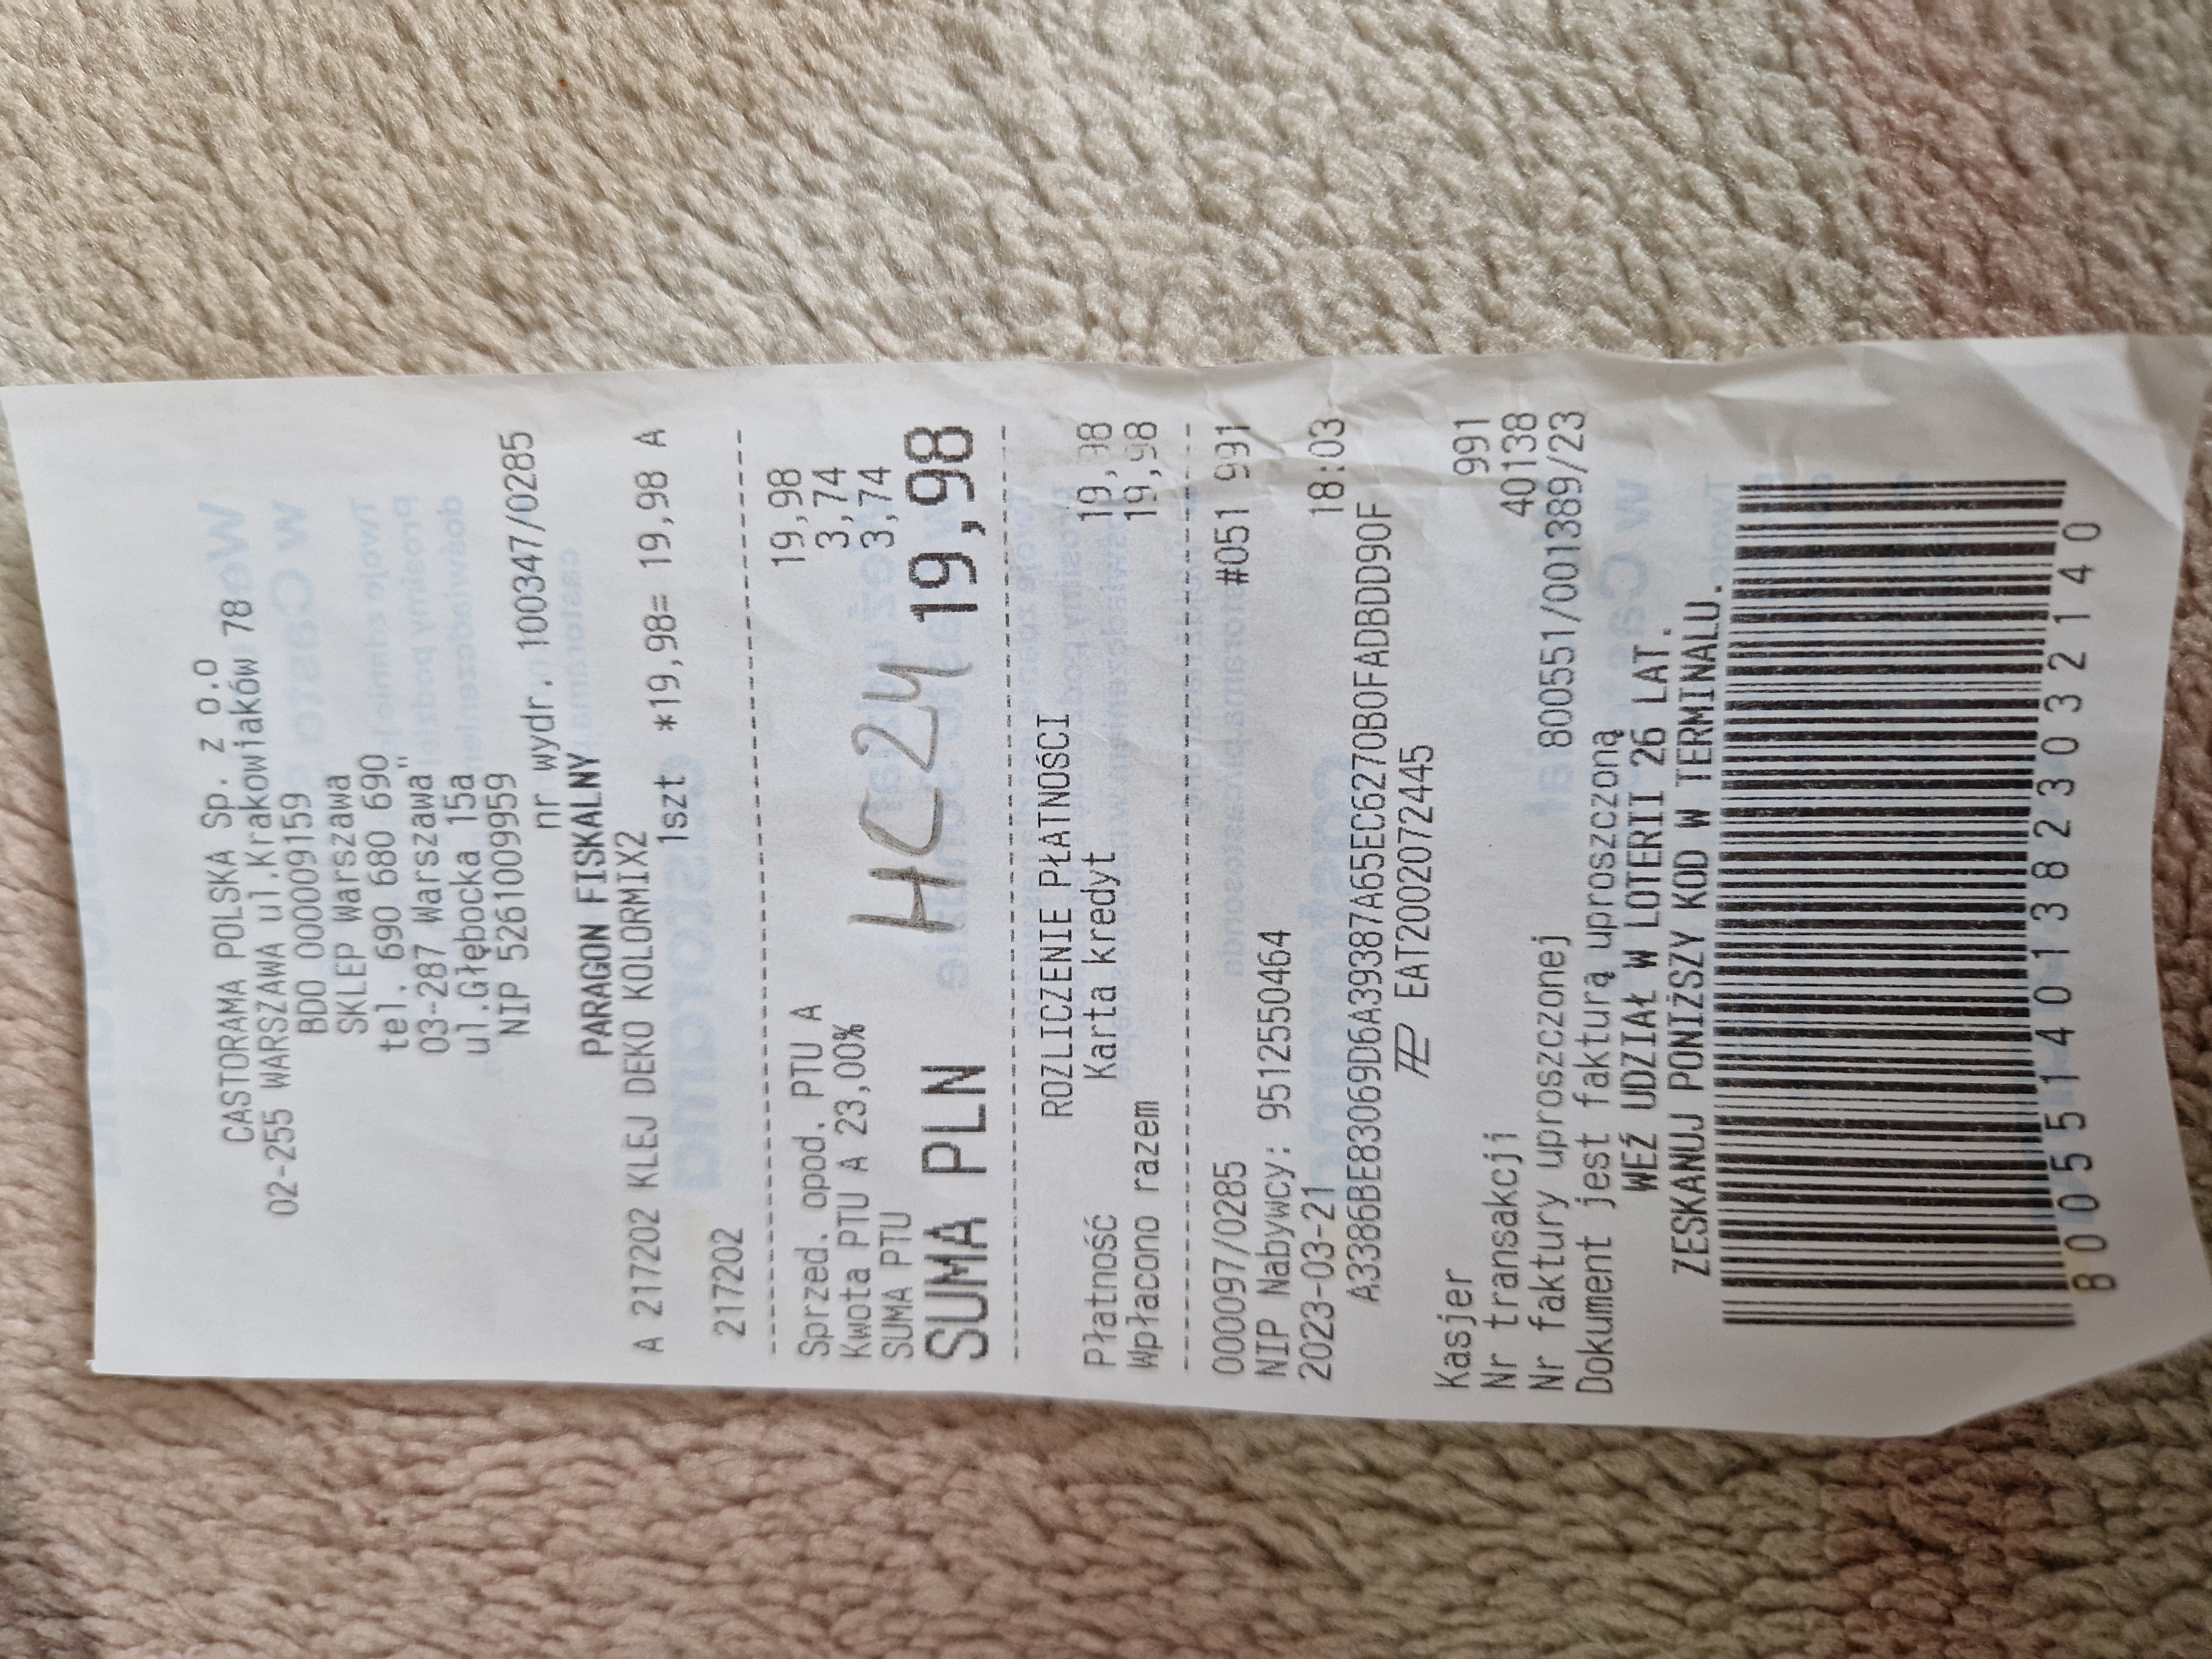 CASTORAMA POLSKA Sp. z o.o
02-255 WARSZAWA ul.Krakowiaków 78
BDO 000009159
SKLEP Warszawa
tel. 690 680 690
03-287 Warszawa"
ul.Głębocka 15a
NIP 5261009959
nr wydr. 100347/0285
PARAGON FISKALNY
A 217202 KLEJ DEKO KOLORMIX2
1szt *19,98= 19,98 A
217202
Sprzed. opod. PTU A 19,98
Kwota PTU A 23,00% 3,74
SUMA PTU 3,74
HC24
SUMA PLN 19,98
ROZLICZENIE PŁATNOŚCI
Płatność Karta kredyt 19,98
Wpłacono razem 19,98
000097/0285 #051 991
NIP Nabywcy: 9512550464
2023-03-21 18:03
A3386BE83069D6A39387A65EC6270B0FADBDD90F
EAT2002072445
Kasjer 991
Nr transakcji 40138
Nr faktury uproszczonej 800551/001389/23
Dokument jest fakturą uproszczoną
WEŹ UDZIAŁ W LOTERII 26 LAT.
ZESKANUJ PONIŻSZY KOD W TERMINALU.
8005514013823032140